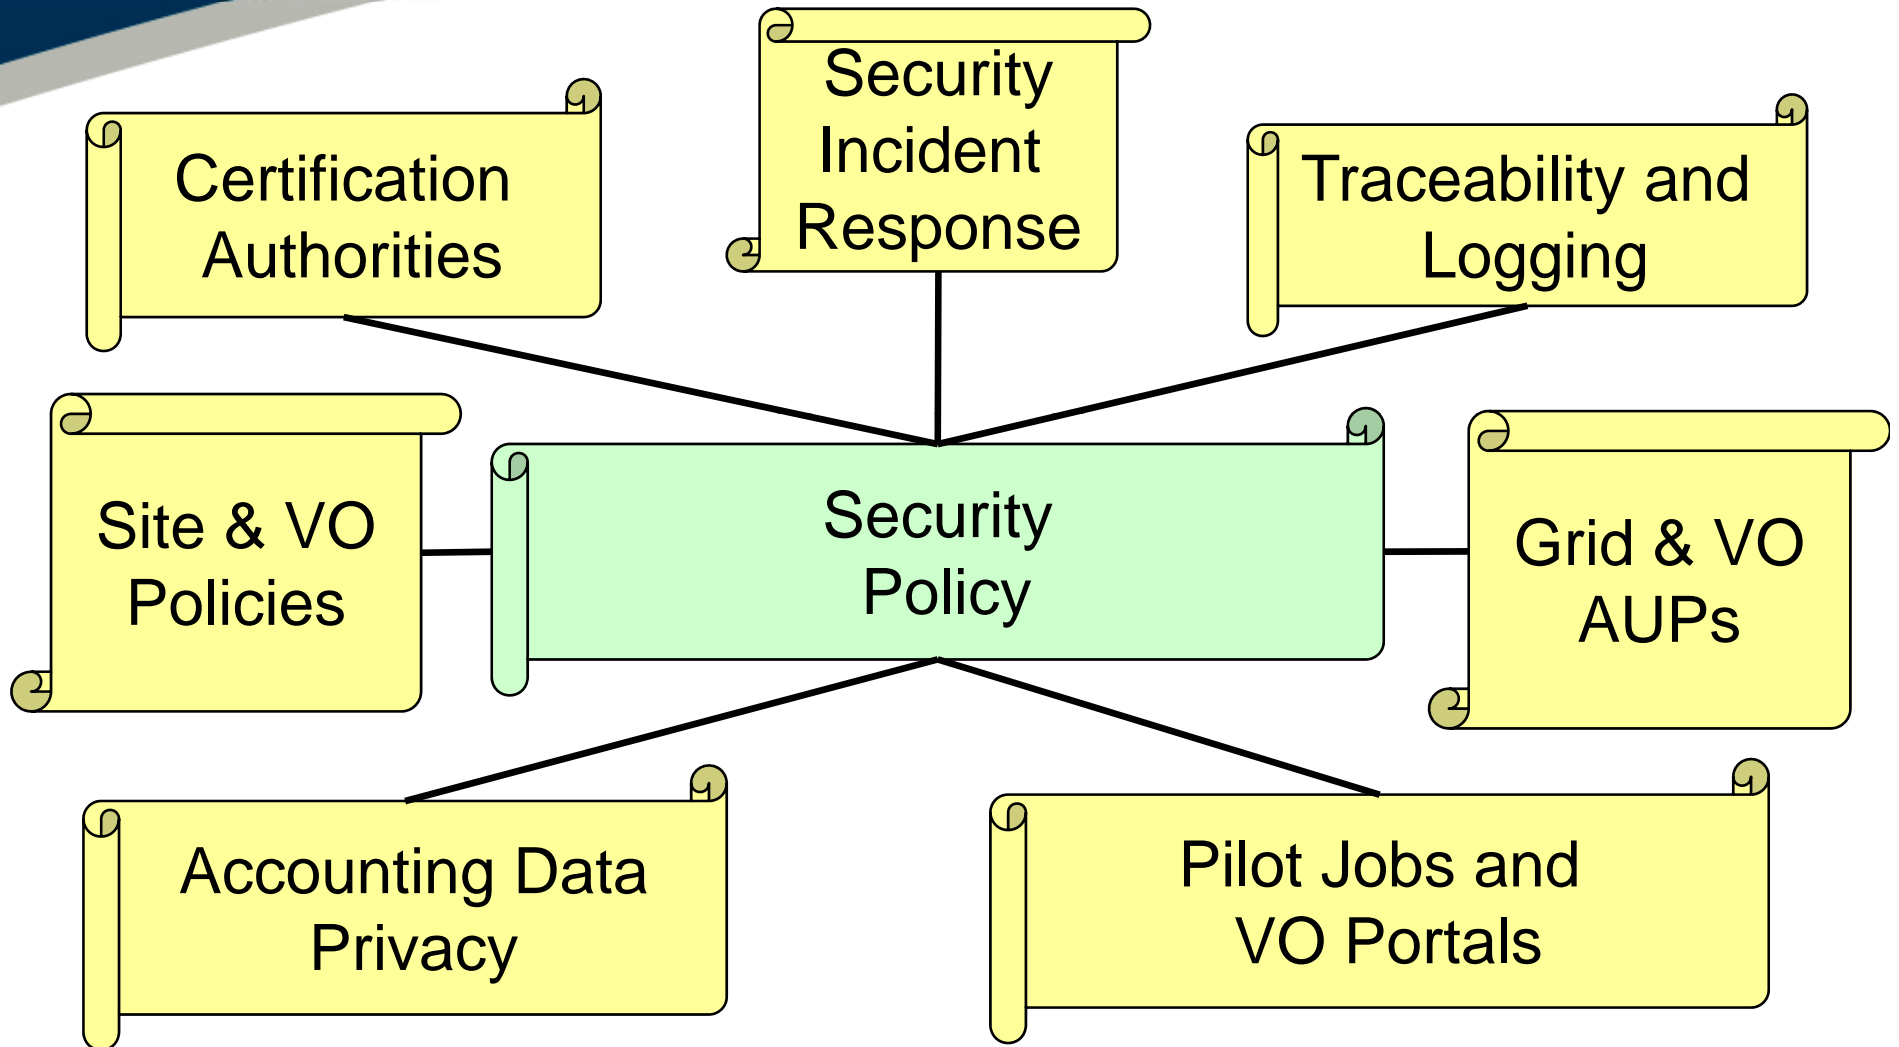 Security
Incident
Response
Certification
Authorities
Traceability and
Logging
Site & VO
Policies
Security
Policy
Grid & VO
AUPs
Accounting Data
Privacy
Pilot Jobs and
VO Portals